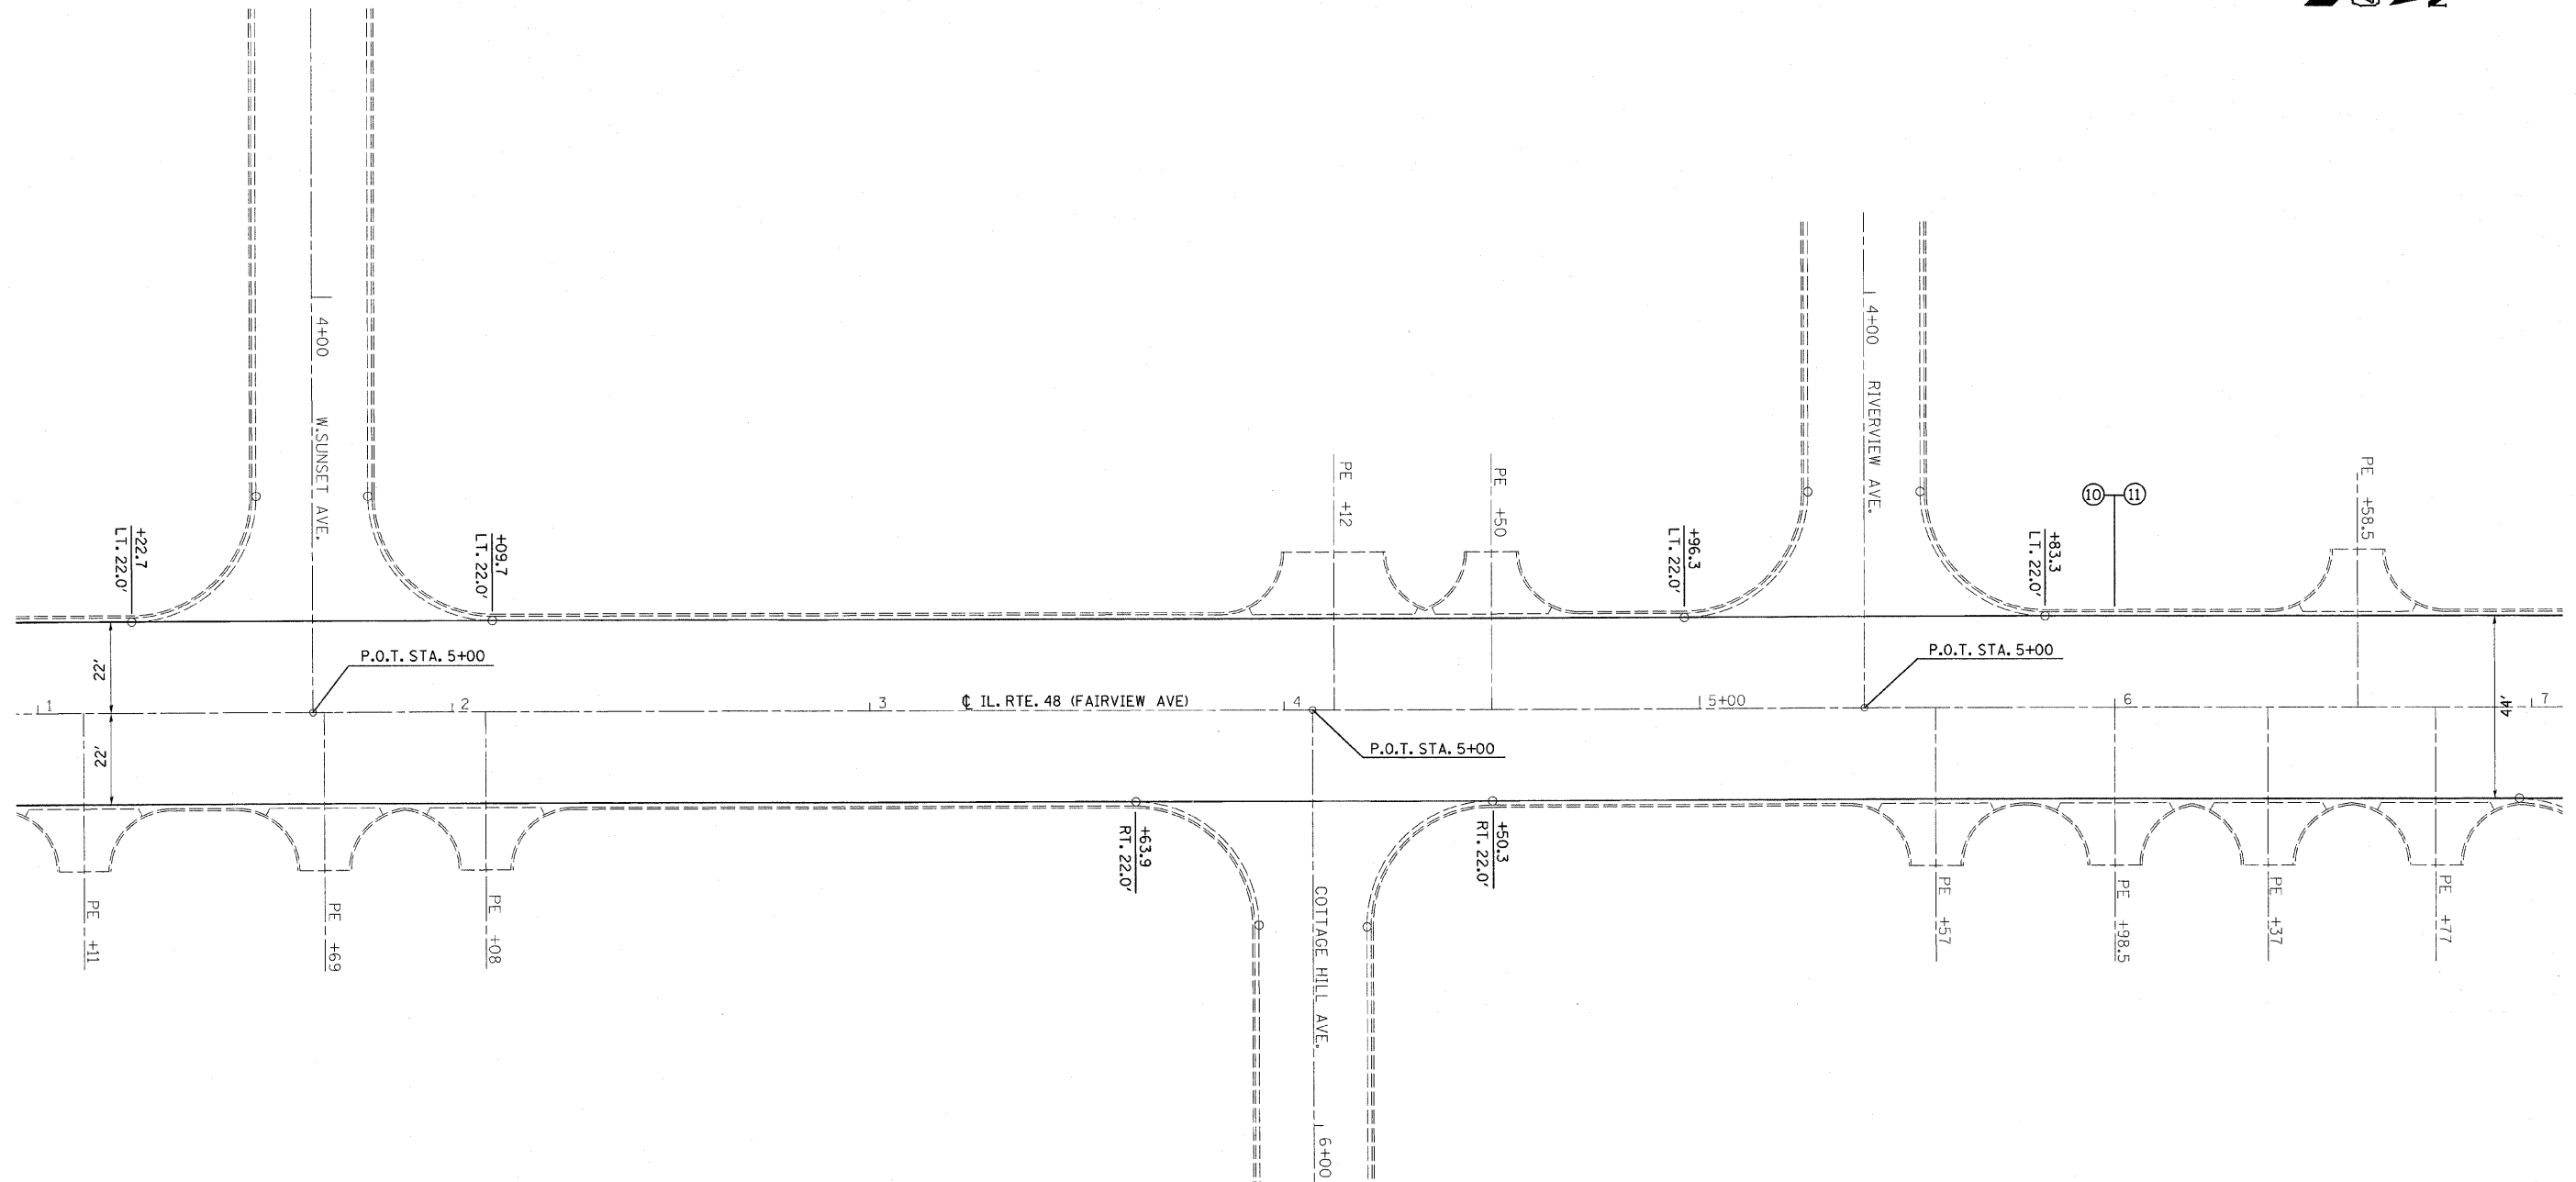 4+00 W.SUNSET AVE.
4+00 RIVERVIEW AVE.
PE +12
PE +50
PE +58.5
10
11
+22.7
LT. 22.0'
+09.7
LT. 22.0'
+96.3
LT. 22.0'
+83.3
LT. 22.0'
P.O.T. STA. 5+00
P.O.T. STA. 5+00
22'
1
2
3
℄ IL. RTE. 48 (FAIRVIEW AVE)
4
5+00
6
7
44'
22'
P.O.T. STA. 5+00
+63.9
RT. 22.0'
+50.3
RT. 22.0'
PE +11
PE +69
PE +08
COTTAGE HILL AVE. 6+00
PE +57
PE +98.5
PE +37
PE +77